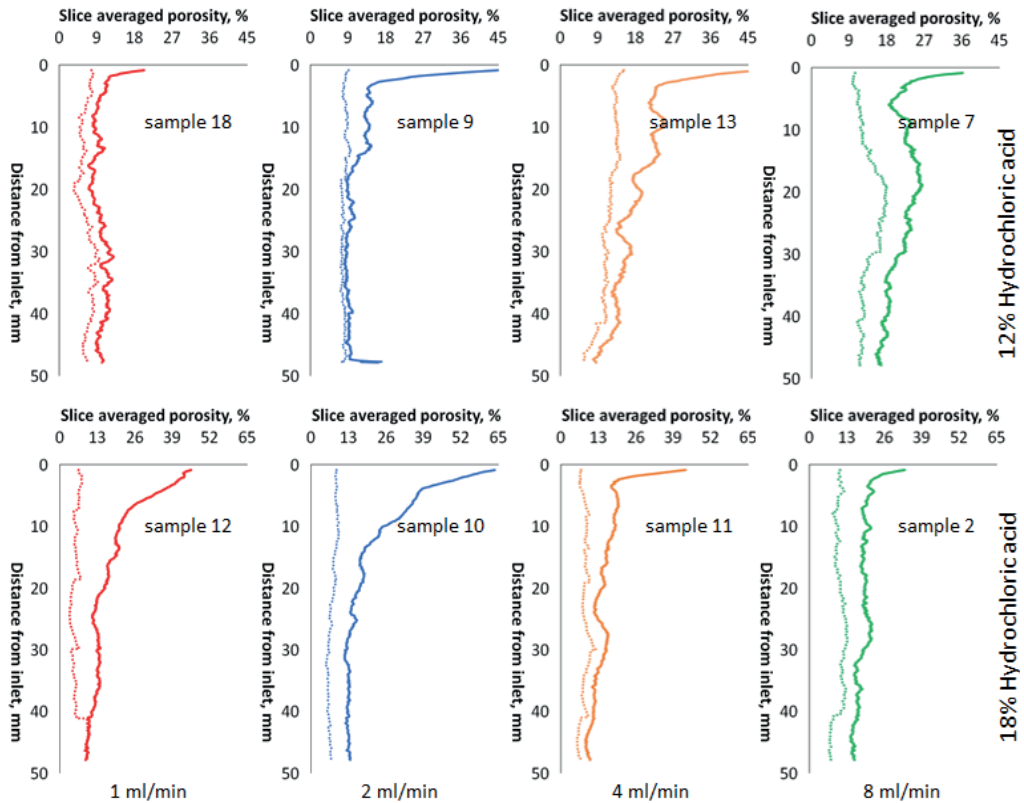 Slice averaged porosity, %
0 9 18 27 36 45
Slice averaged porosity, %
0 9 18 27 36 45
Slice averaged porosity, %
0 9 18 27 36 45
Slice averaged porosity, %
0 9 18 27 36 45
0
10
20
30
40
50
Distance from inlet, mm
sample 18
0
10
20
30
40
50
Distance from inlet, mm
sample 9
0
10
20
30
40
50
Distance from inlet, mm
sample 13
0
10
20
30
40
50
Distance from inlet, mm
sample 7
12% Hydrochloric acid
Slice averaged porosity, %
0 13 26 39 52 65
Slice averaged porosity, %
0 13 26 39 52 65
Slice averaged porosity, %
0 13 26 39 52 65
Slice averaged porosity, %
0 13 26 39 52 65
0
10
20
30
40
50
Distance from inlet, mm
sample 12
0
10
20
30
40
50
Distance from inlet, mm
sample 10
0
10
20
30
40
50
Distance from inlet, mm
sample 11
0
10
20
30
40
50
Distance from inlet, mm
sample 2
18% Hydrochloric acid
1 ml/min
2 ml/min
4 ml/min
8 ml/min